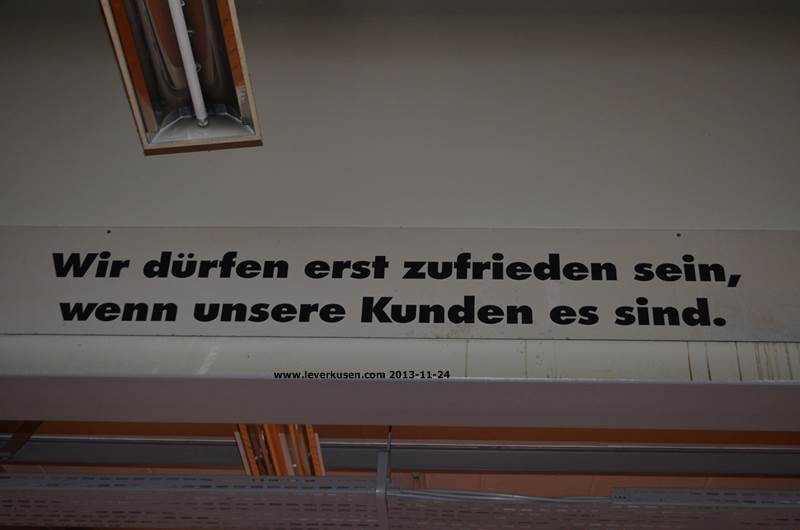 Wir dürfen erst zufrieden sein,
wenn unsere Kunden es sind.
www.leverkusen.com 2013-11-24